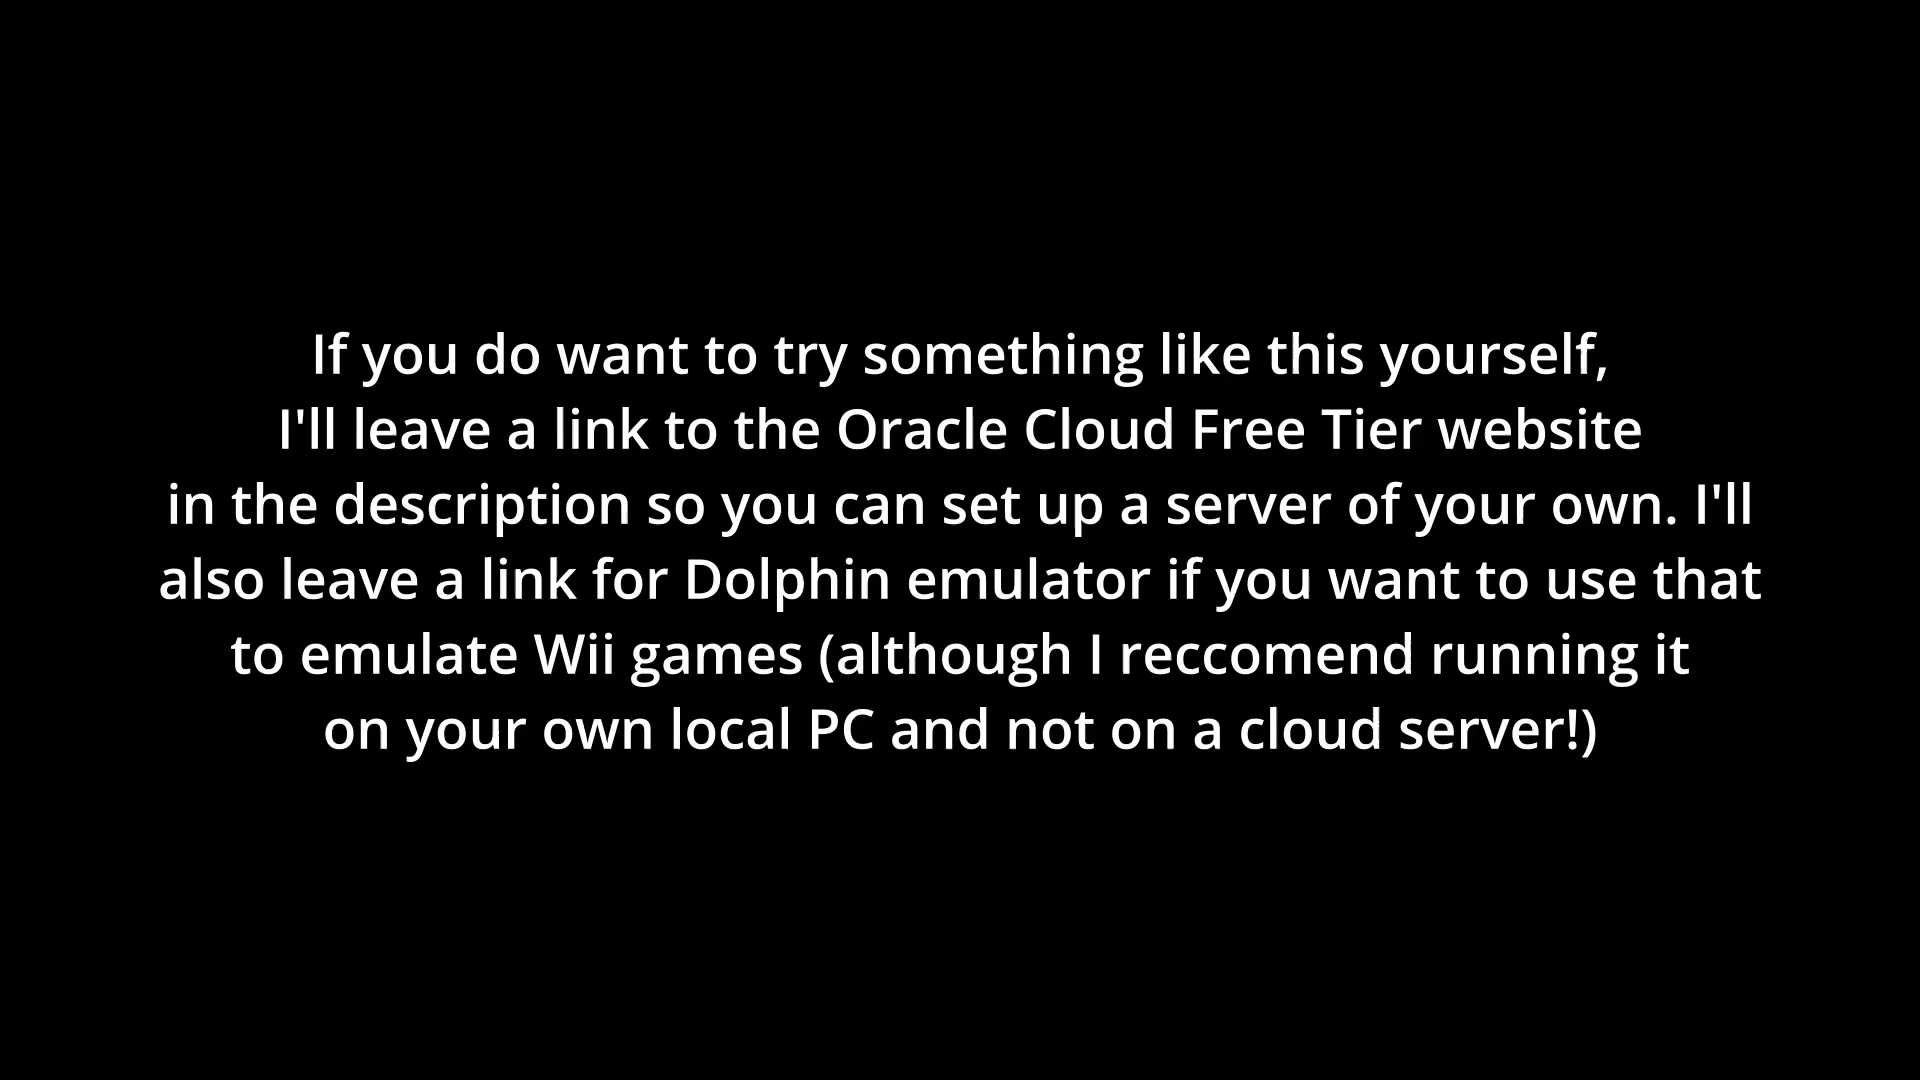 If you do want to try something like this yourself,
I'll leave a link to the Oracle Cloud Free Tier website
in the description so you can set up a server of your own. I'll
also leave a link for Dolphin emulator if you want to use that
to emulate Wii games (although I reccomend running it
on your own local PC and not on a cloud server!)